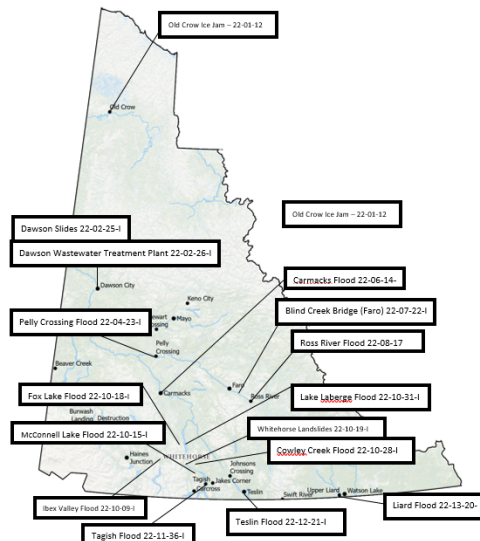 Old Crow Ice Jam – 22-01-12
Old Crow
Old Crow Ice Jam – 22-01-12
Dawson Slides 22-02-25-I
Dawson Wastewater Treatment Plant 22-02-26-I
Carmacks Flood 22-06-14-
Dawson City
Keno City
Blind Creek Bridge (Faro) 22-07-22-I
Pelly Crossing Flood 22-04-23-I
Mayo
Pelly
Crossing
Ross River Flood 22-08-17
Beaver Creek
Faro
Ross River
Carmacks
Fox Lake Flood 22-10-18-I
Lake Laberge Flood 22-10-31-I
Burwash
Landing
Destruction
McConnell Lake Flood 22-10-15-I
Whitehorse Landslides 22-10-19-I
Haines
Junction
Cowley Creek Flood 22-10-28-I
Johnsons
Crossing
Tagish
Jakes Corner
Carcross
Teslin
Swift River
Upper Liard
Watson Lake
Ibex Valley Flood 22-10-09-I
Liard Flood 22-13-20-
Teslin Flood 22-12-21-I
Tagish Flood 22-11-36-I